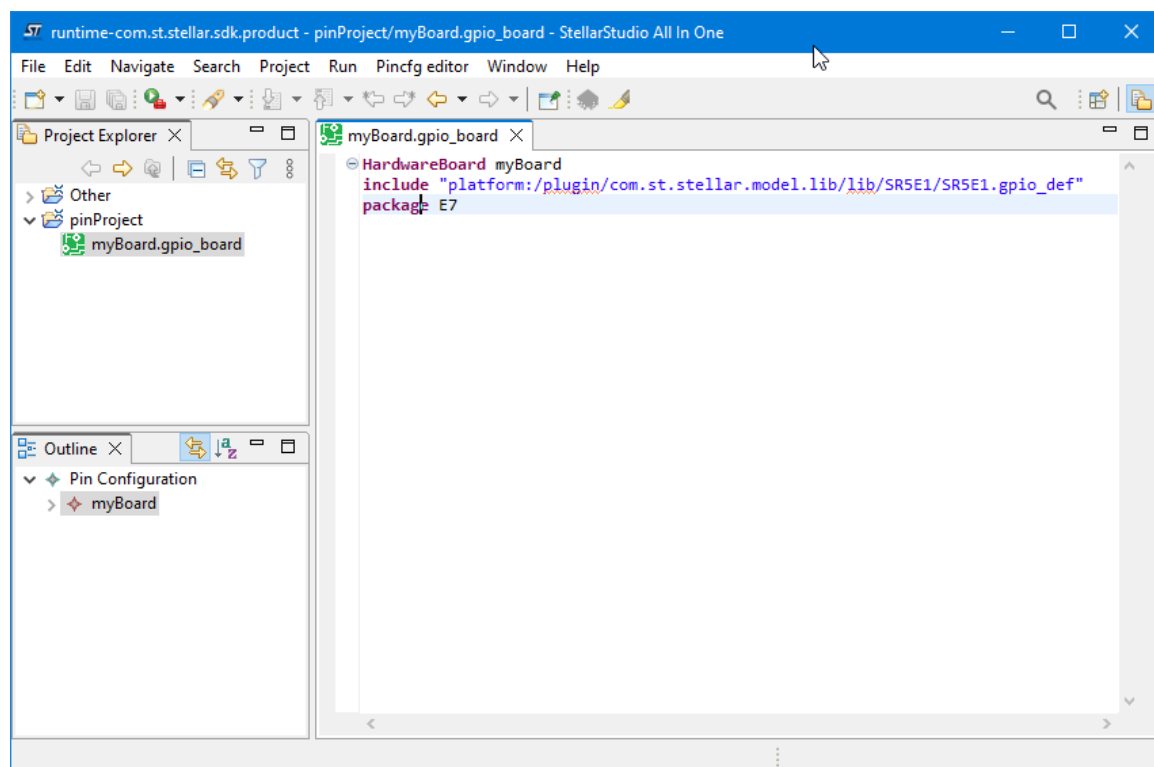 runtime-com.st.stellar.sdk.product - pinProject/myBoard.gpio_board - StellarStudio All In One
File Edit Navigate Search Project Run Pincfg editor Window Help
Project Explorer
myBoard.gpio_board
Other
pinProject
myBoard.gpio_board
HardwareBoard myBoard
include "platform:/plugin/com.st.stellar.model.lib/lib/SR5E1/SR5E1.gpio_def"
package E7
Outline
Pin Configuration
myBoard